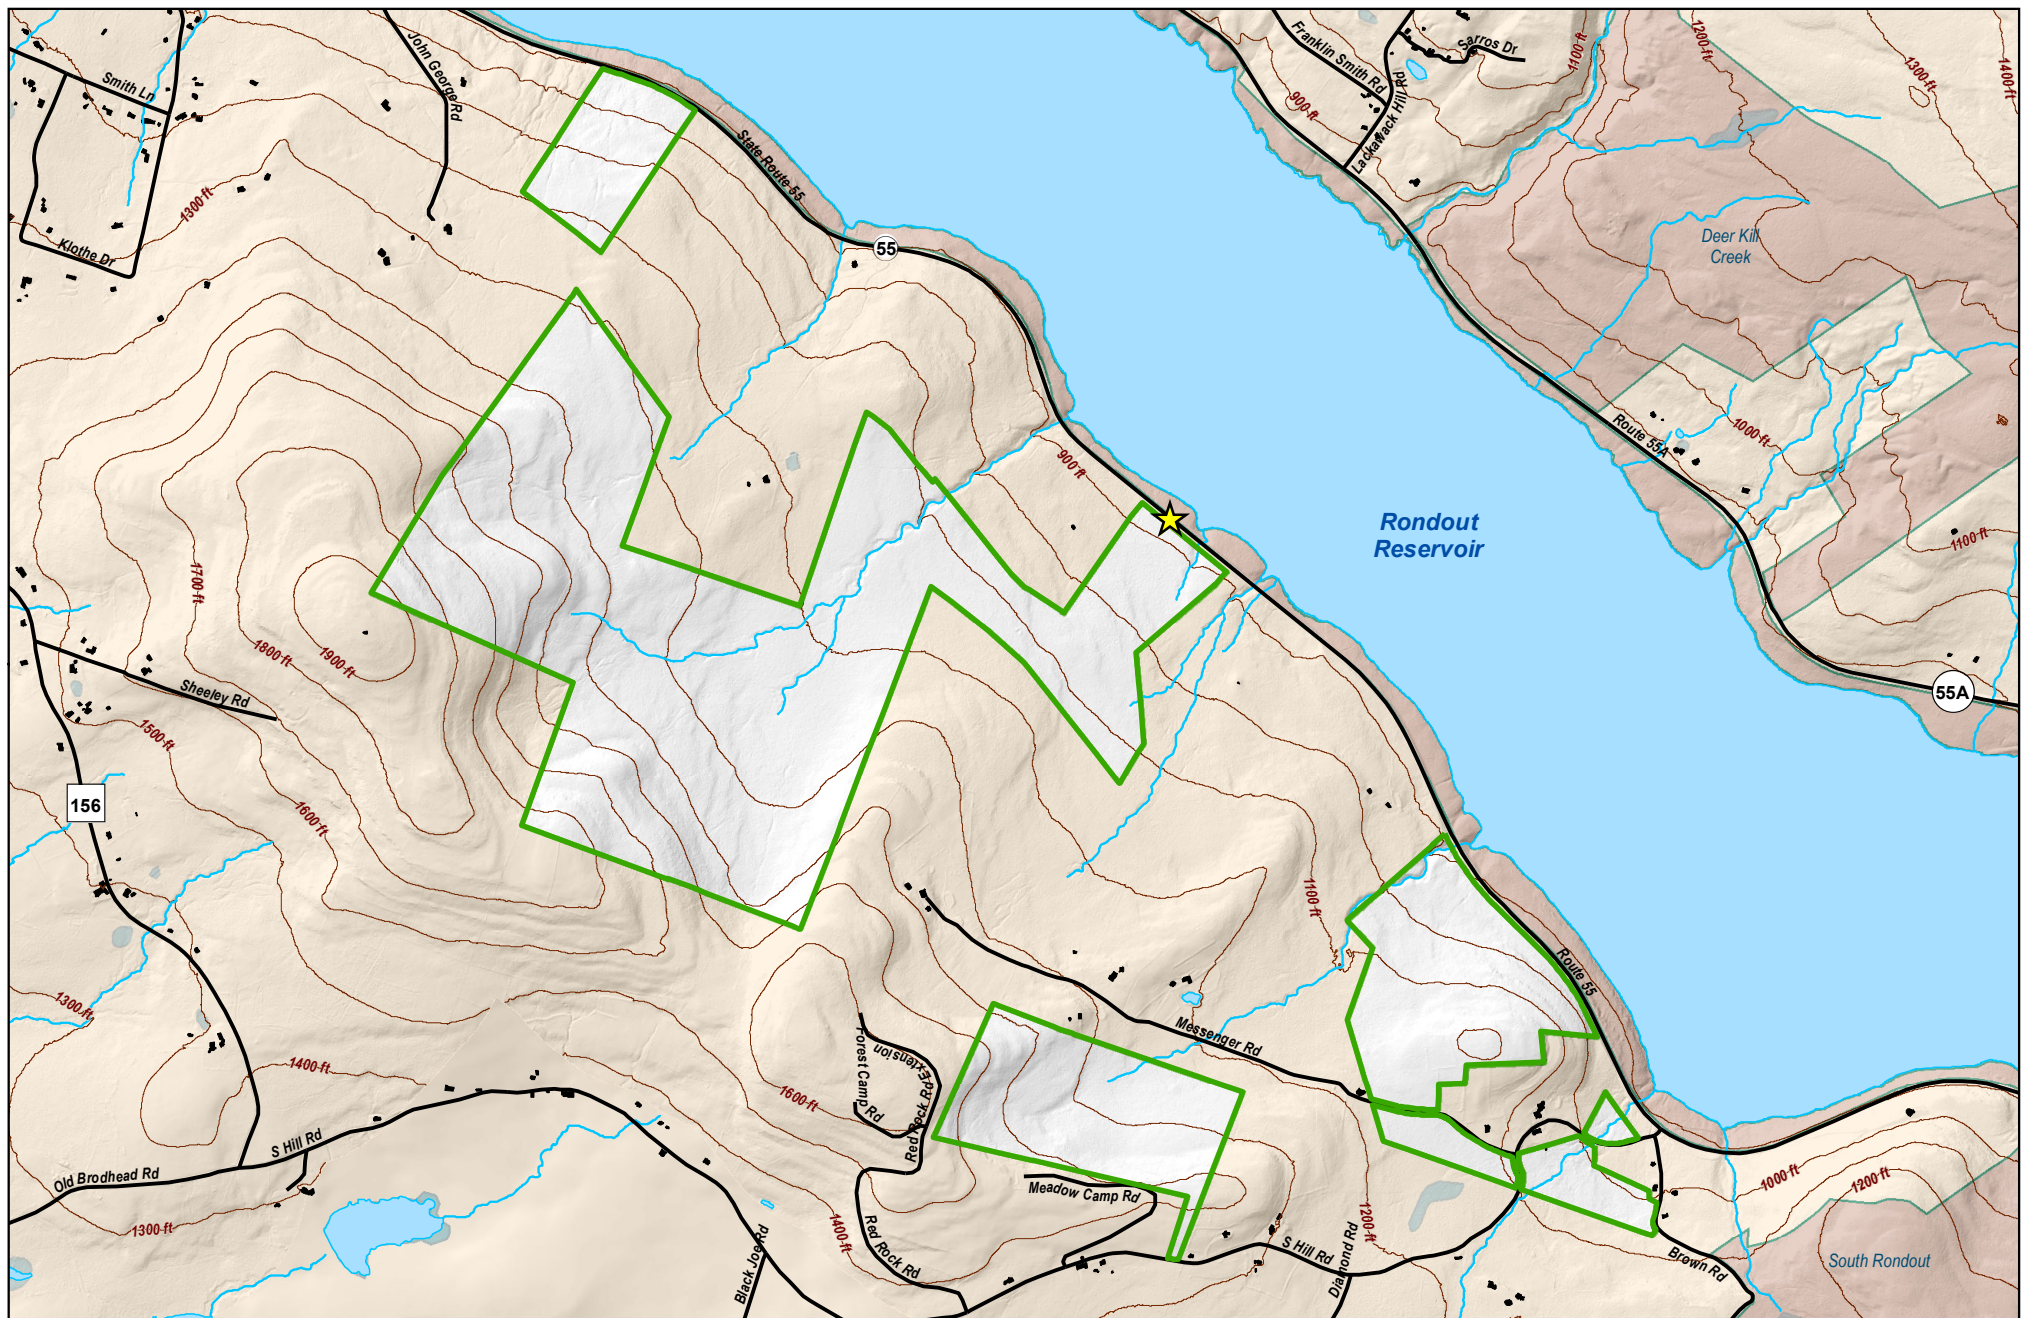 John George Rd
Smith Ln
1300 ft
Klothe Dr
State Route 55
55
Franklin Smith Rd
Sarros Dr
Lackawack Hill Rd
900 ft
1100 ft
1200 ft
1300 ft
1400 ft
Deer Kill
Creek
Route 55A
1000 ft
1100 ft
900 ft
Rondout
Reservoir
55A
1700 ft
1800 ft
1900 ft
Sheeley Rd
1500 ft
1600 ft
156
1300 ft
1400 ft
S Hill Rd
Old Brodhead Rd
1300 ft
Forest Camp Rd
Red Rock Rd Extension
1600 ft
1400 ft
Red Rock Rd
Black Joe Rd
Messenger Rd
Meadow Camp Rd
1100 ft
Route 55
1200 ft
S Hill Rd
Diamond Rd
Brown Rd
1000 ft
1200 ft
South Rondout